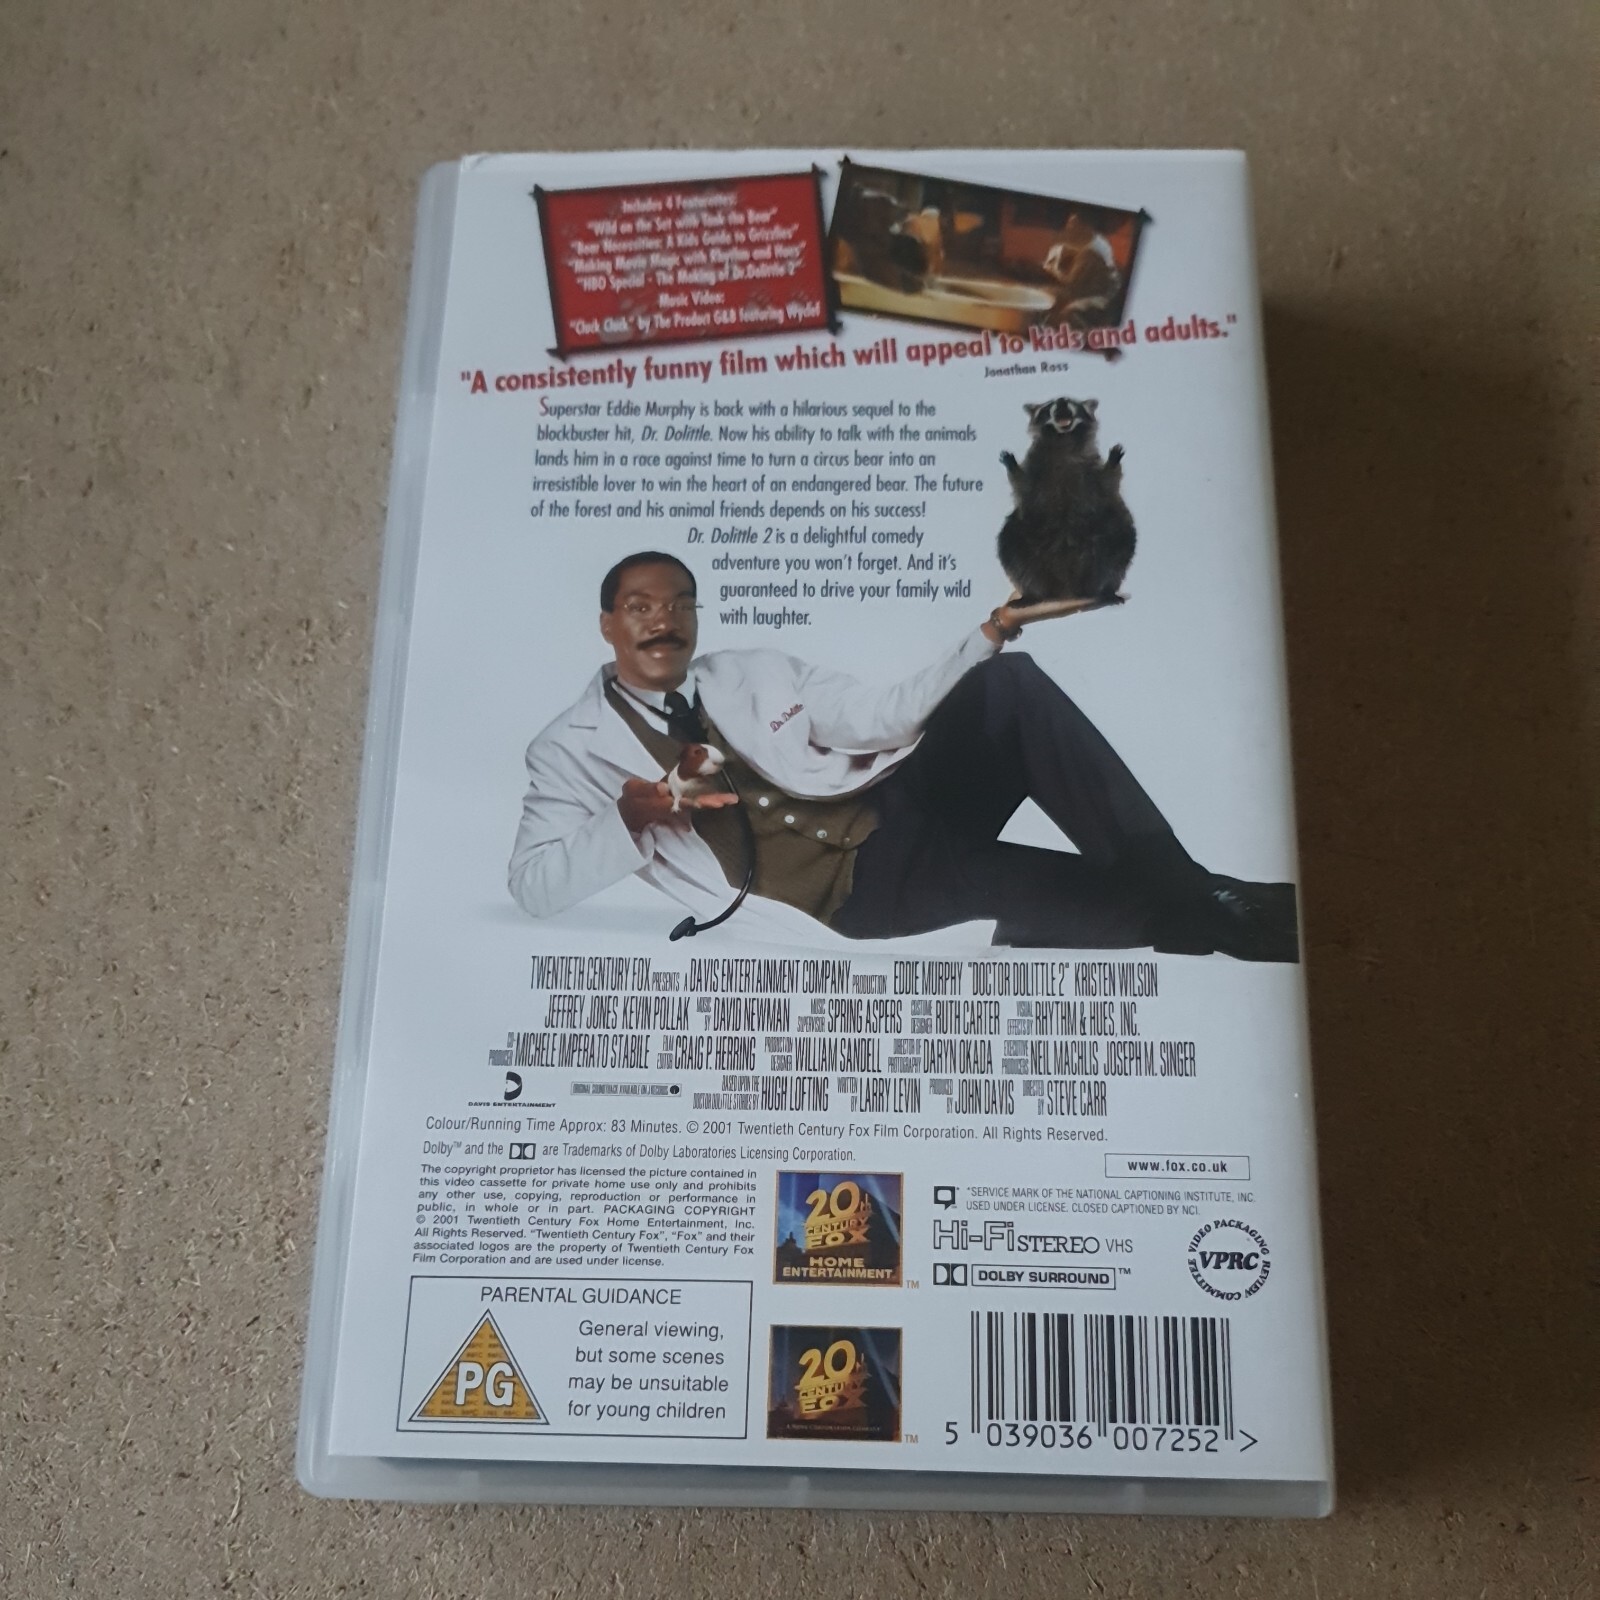 Includes 4 Featurettes:
"Wild on the Set with Tank the Bear"
"Bear Necessities: A Kids Guide to Grizzlies"
"Making Movie Magic with Rhythm and Hues"
"HBO Special - The Making of Dr.Dolittle 2"
Music Video:
"Cluck Cluck" by The Product G&B featuring Wyclef
"A consistently funny film which will appeal to kids and adults."
Jonathan Ross
Superstar Eddie Murphy is back with a hilarious sequel to the
blockbuster hit, Dr. Dolittle. Now his ability to talk with the animals
lands him in a race against time to turn a circus bear into an
irresistible lover to win the heart of an endangered bear. The future
of the forest and his animal friends depends on his success!
Dr. Dolittle 2 is a delightful comedy
adventure you won't forget. And it's
guaranteed to drive your family wild
with laughter.
Dr. Dolittle
TWENTIETH CENTURY FOX PRESENTS A DAVIS ENTERTAINMENT COMPANY PRODUCTION EDDIE MURPHY "DOCTOR DOLITTLE 2" KRISTEN WILSON
JEFFREY JONES KEVIN POLLAK MUSIC BY DAVID NEWMAN MUSIC SUPERVISOR SPRING ASPERS COSTUME DESIGNER RUTH CARTER VISUAL EFFECTS BY RHYTHM & HUES, INC.
CO-PRODUCER MICHELE IMPERATO STABILE FILM EDITOR CRAIG P. HERRING PRODUCTION DESIGNER WILLIAM SANDELL DIRECTOR OF PHOTOGRAPHY DARYN OKADA EXECUTIVE PRODUCERS NEIL MACHLIS JOSEPH M. SINGER
DAVIS ENTERTAINMENT ORIGINAL SOUNDTRACK AVAILABLE ON J RECORDS BASED UPON THE DOCTOR DOLITTLE STORIES BY HUGH LOFTING WRITTEN BY LARRY LEVIN PRODUCED BY JOHN DAVIS DIRECTED BY STEVE CARR
Colour/Running Time Approx: 83 Minutes. © 2001 Twentieth Century Fox Film Corporation. All Rights Reserved.
Dolby™ and the are Trademarks of Dolby Laboratories Licensing Corporation.
The copyright proprietor has licensed the picture contained in
this video cassette for private home use only and prohibits
any other use, copying, reproduction or performance in
public, in whole or in part. PACKAGING COPYRIGHT
© 2001 Twentieth Century Fox Home Entertainment, Inc.
All Rights Reserved. "Twentieth Century Fox", "Fox" and their
associated logos are the property of Twentieth Century Fox
Film Corporation and are used under license.
20th
CENTURY
FOX
HOME
ENTERTAINMENT™
www.fox.co.uk
*SERVICE MARK OF THE NATIONAL CAPTIONING INSTITUTE, INC.
USED UNDER LICENSE. CLOSED CAPTIONED BY NCI.
Hi-Fi STEREO VHS
DOLBY SURROUND™
VIDEO PACKAGING REVIEW COMMITTEE
VPRC
PARENTAL GUIDANCE
PG
General viewing,
but some scenes
may be unsuitable
for young children
20th
CENTURY
FOX
™
5 039036 007252 >